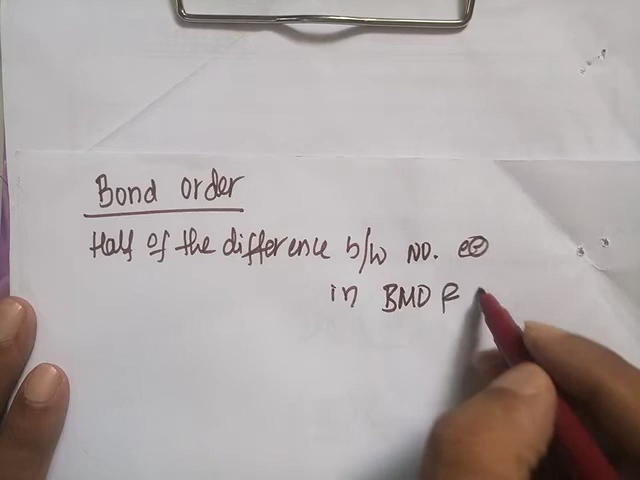 Bond order
Half of the difference b/w NO. e⊖
in BMO &